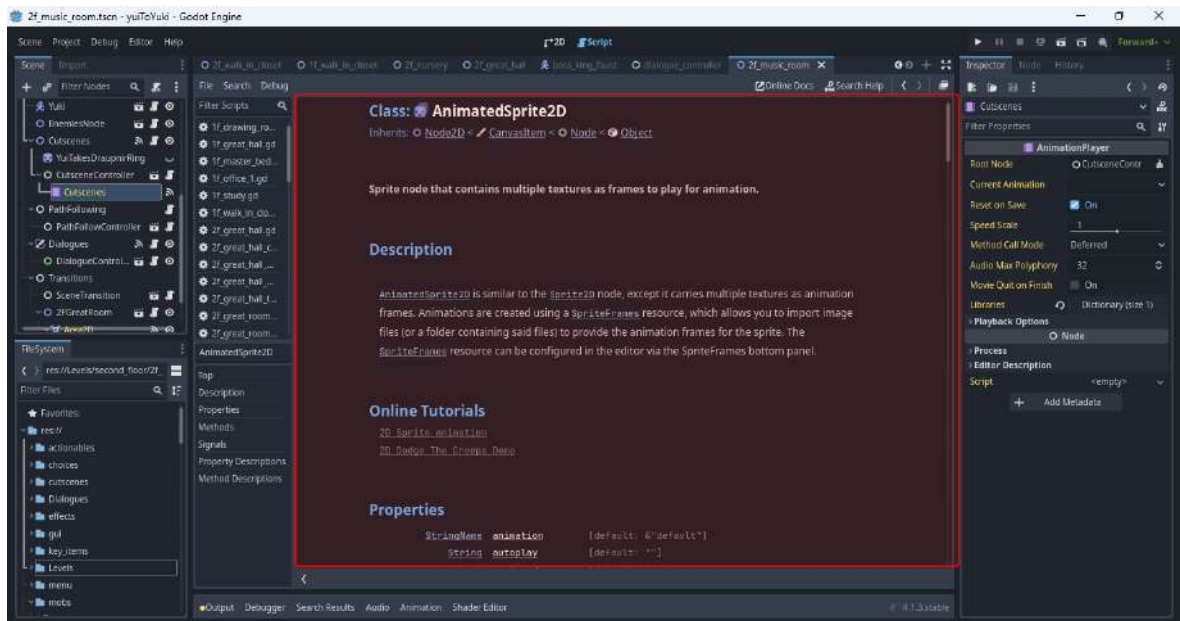 2f_music_room.tscn - yuiToYuki - Godot Engine
Scene Project Debug Editor Help
2D Script
Forward+
Scene Import
2f_walk_in_closet 1f_walk_in_closet 2f_nursery 2f_great_hall boss_king_faust dialogue_controller 2f_music_room
Inspector Node History
Filter Nodes
File Search Debug
Online Docs Search Help
Yuki
EnemiesNode
Cutscenes
YuiTakesDraupnirRing
CutsceneController
Cutscenes
PathFollowing
PathFollowController
Dialogues
DialogueControl...
Transitions
SceneTransition
2FGreatRoom
Area2D
FileSystem
res://Levels/second_floor/2f_
Filter Files
Favorites:
res://
actionables
choices
cutscenes
Dialogues
effects
gui
key_items
Levels
menu
mobs
Filter Scripts
1f_drawing_ro...
1f_great_hall.gd
1f_master_bed...
1f_office_1.gd
1f_study.gd
1f_walk_in_clo...
2f_great_hall.gd
2f_great_hall_c...
2f_great_hall_...
2f_great_hall_...
2f_great_hall_r...
2f_great_room...
2f_great_room...
AnimatedSprite2D
Top
Description
Properties
Methods
Signals
Property Descriptions
Method Descriptions
Class: AnimatedSprite2D
Inherits: Node2D < CanvasItem < Node < Object
Sprite node that contains multiple textures as frames to play for animation.
Description
AnimatedSprite2D is similar to the Sprite2D node, except it carries multiple textures as animation
frames. Animations are created using a SpriteFrames resource, which allows you to import image
files (or a folder containing said files) to provide the animation frames for the sprite. The
SpriteFrames resource can be configured in the editor via the SpriteFrames bottom panel.
Online Tutorials
2D Sprite animation
2D Dodge The Creeps Demo
Properties
StringName animation [default: &"default"]
String autoplay [default: ""]
Output Debugger Search Results Audio Animation Shader Editor
4.1.3.stable
Cutscenes
Filter Properties
AnimationPlayer
Root Node CutsceneContr
Current Animation
Reset on Save On
Speed Scale 1
Method Call Mode Deferred
Audio Max Polyphony 32
Movie Quit on Finish On
Libraries Dictionary (size 1)
Playback Options
Node
Process
Editor Description
Script <empty>
Add Metadata